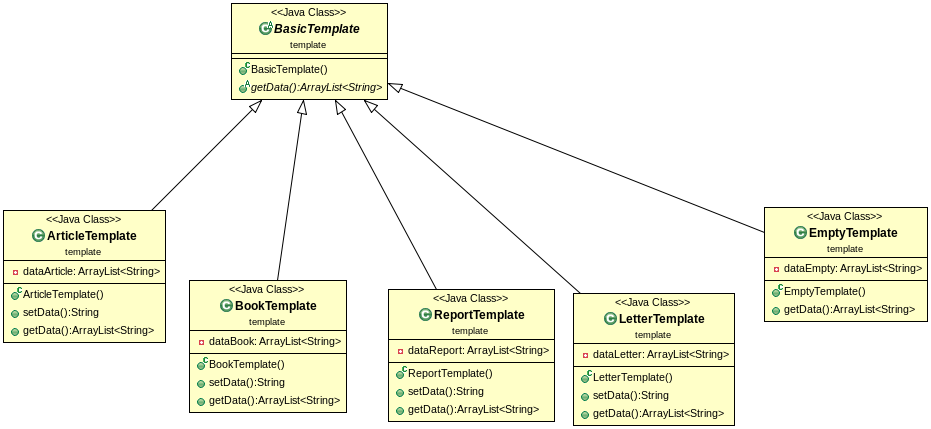 <<Java Class>>
BasicTemplate
template
BasicTemplate()
getData():ArrayList<String>
<<Java Class>>
ArticleTemplate
template
dataArticle: ArrayList<String>
ArticleTemplate()
setData():String
getData():ArrayList<String>
<<Java Class>>
BookTemplate
template
dataBook: ArrayList<String>
BookTemplate()
setData():String
getData():ArrayList<String>
<<Java Class>>
ReportTemplate
template
dataReport: ArrayList<String>
ReportTemplate()
setData():String
getData():ArrayList<String>
<<Java Class>>
LetterTemplate
template
dataLetter: ArrayList<String>
LetterTemplate()
setData():String
getData():ArrayList<String>
<<Java Class>>
EmptyTemplate
template
dataEmpty: ArrayList<String>
EmptyTemplate()
getData():ArrayList<String>